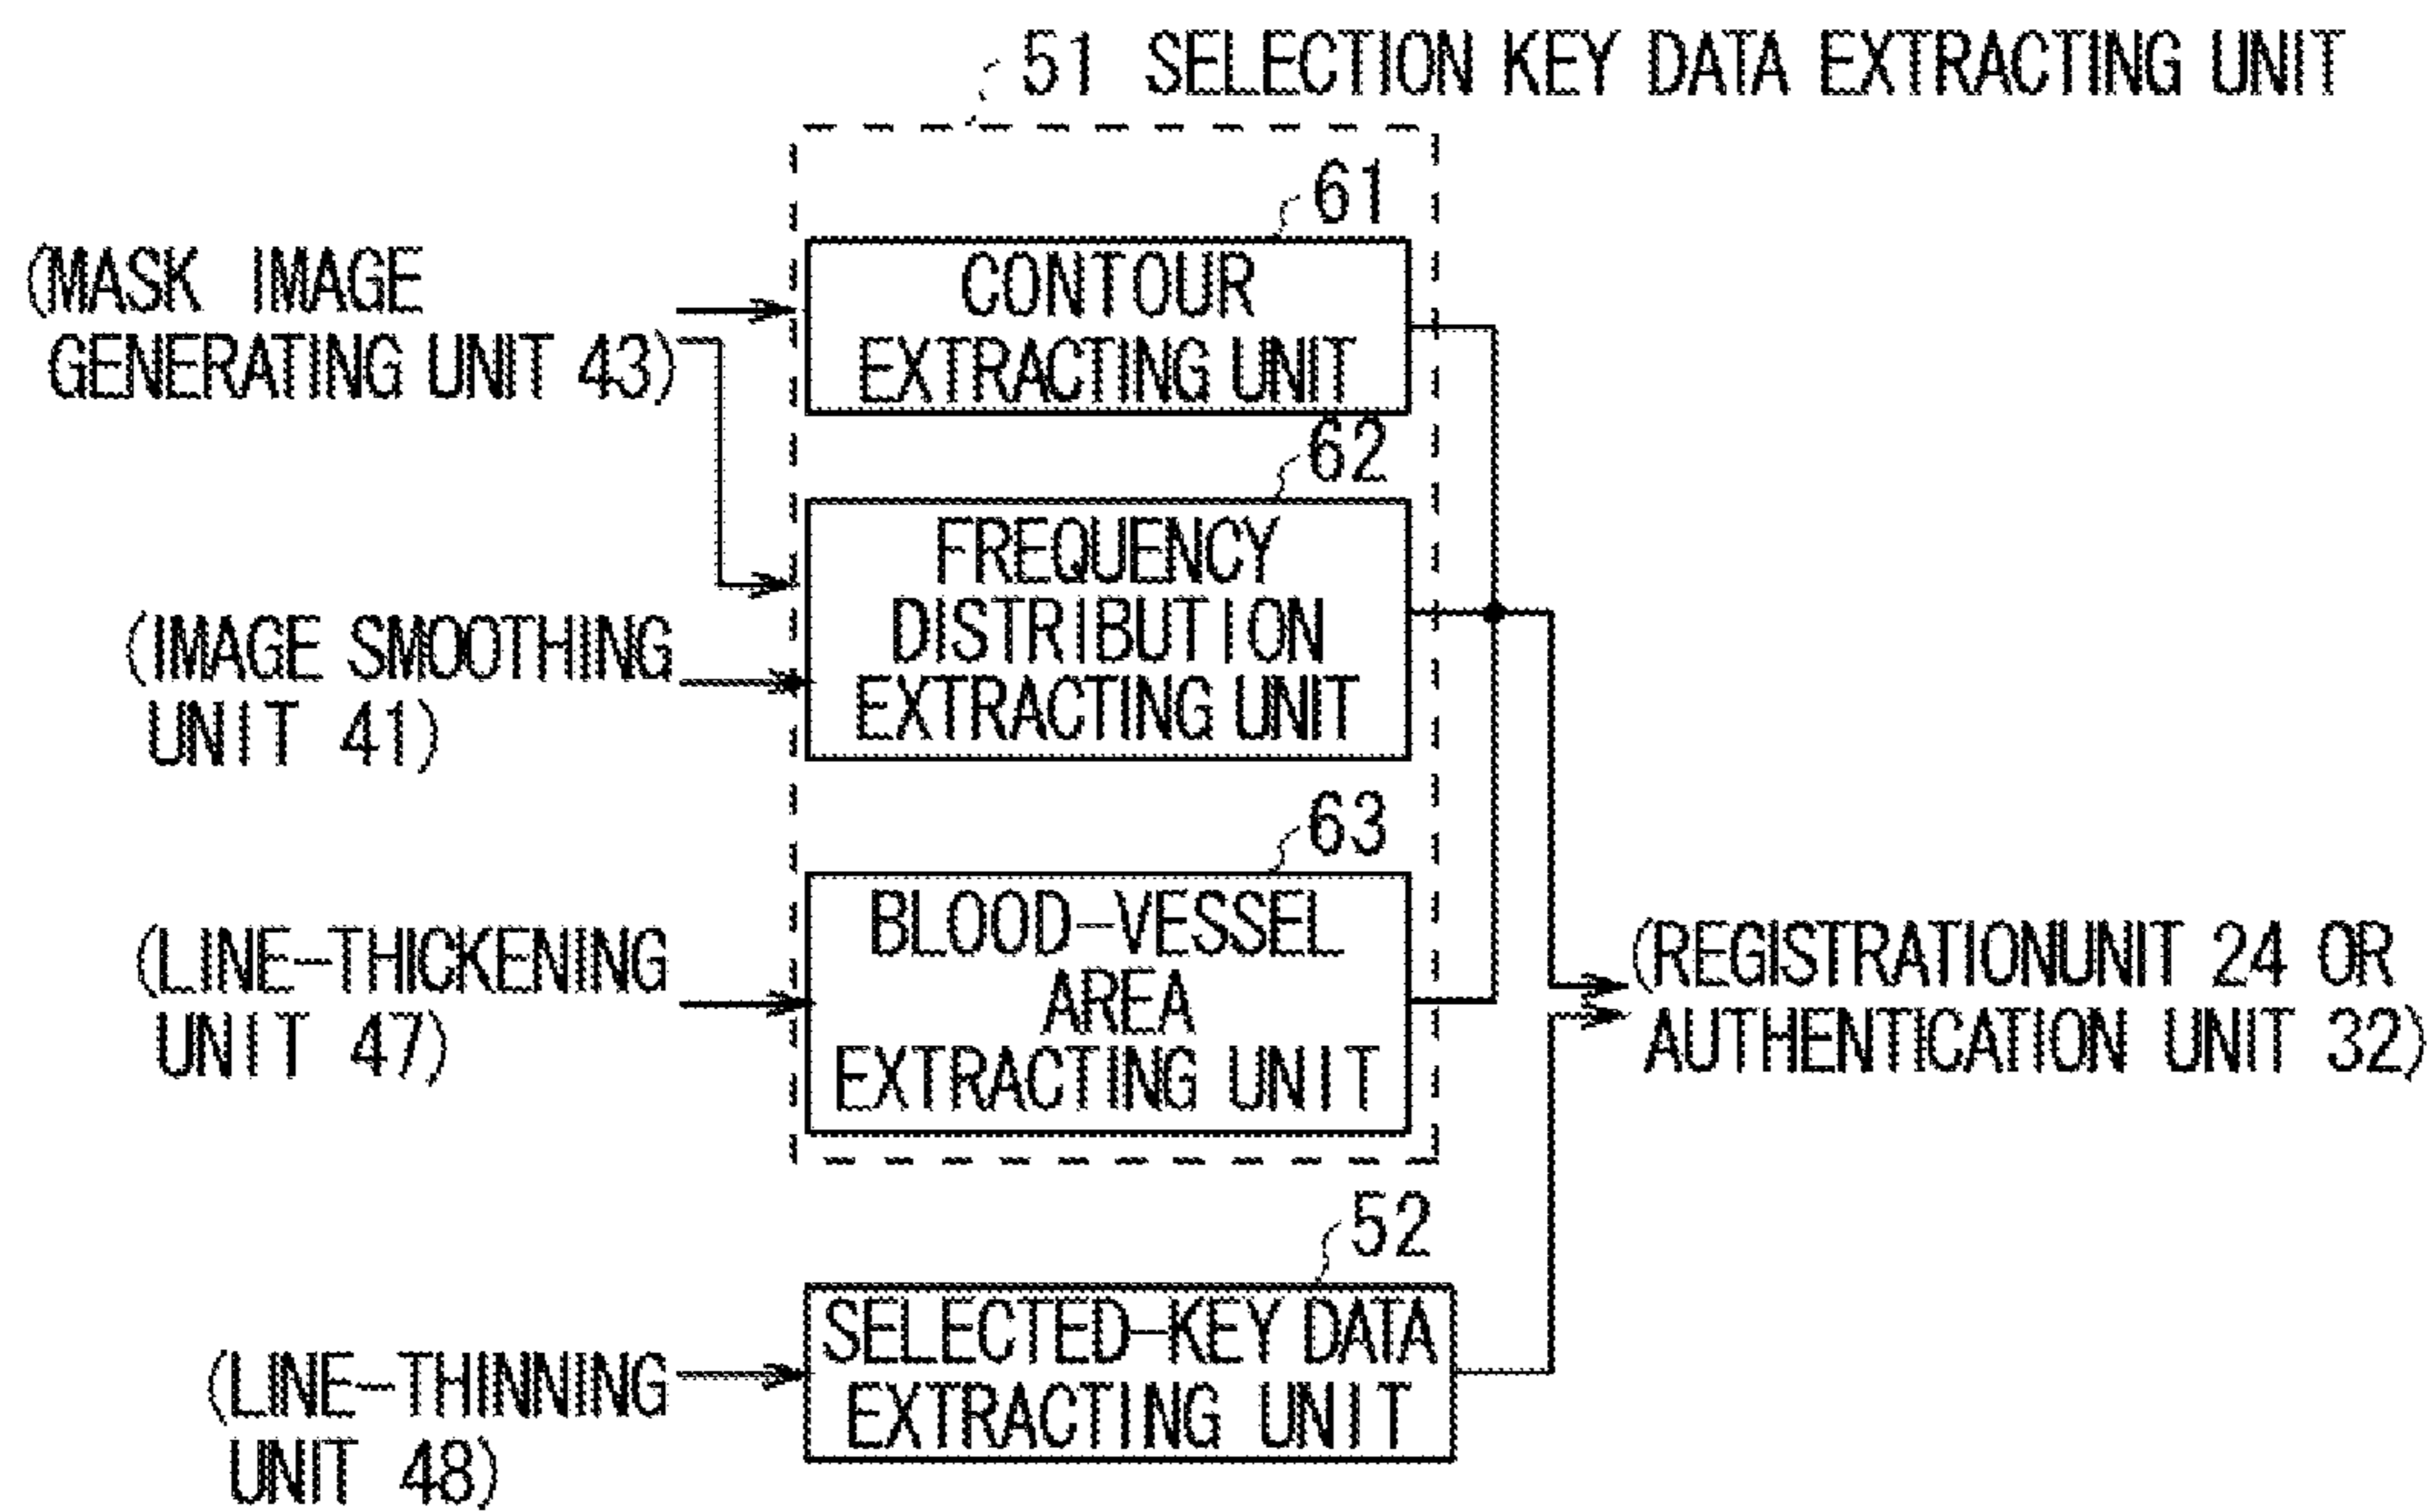 51 SELECTION KEY DATA EXTRACTING UNIT
61
(MASK IMAGE
GENERATING UNIT 43)
CONTOUR
EXTRACTING UNIT
62
FREQUENCY
DISTRIBUTION
EXTRACTING UNIT
(IMAGE SMOOTHING
UNIT 41)
63
(LINE-THICKENING
UNIT 47)
BLOOD-VESSEL
AREA
EXTRACTING UNIT
(REGISTRATIONUNIT 24 OR
AUTHENTICATION UNIT 32)
52
(LINE-THINNING
UNIT 48)
SELECTED-KEY DATA
EXTRACTING UNIT